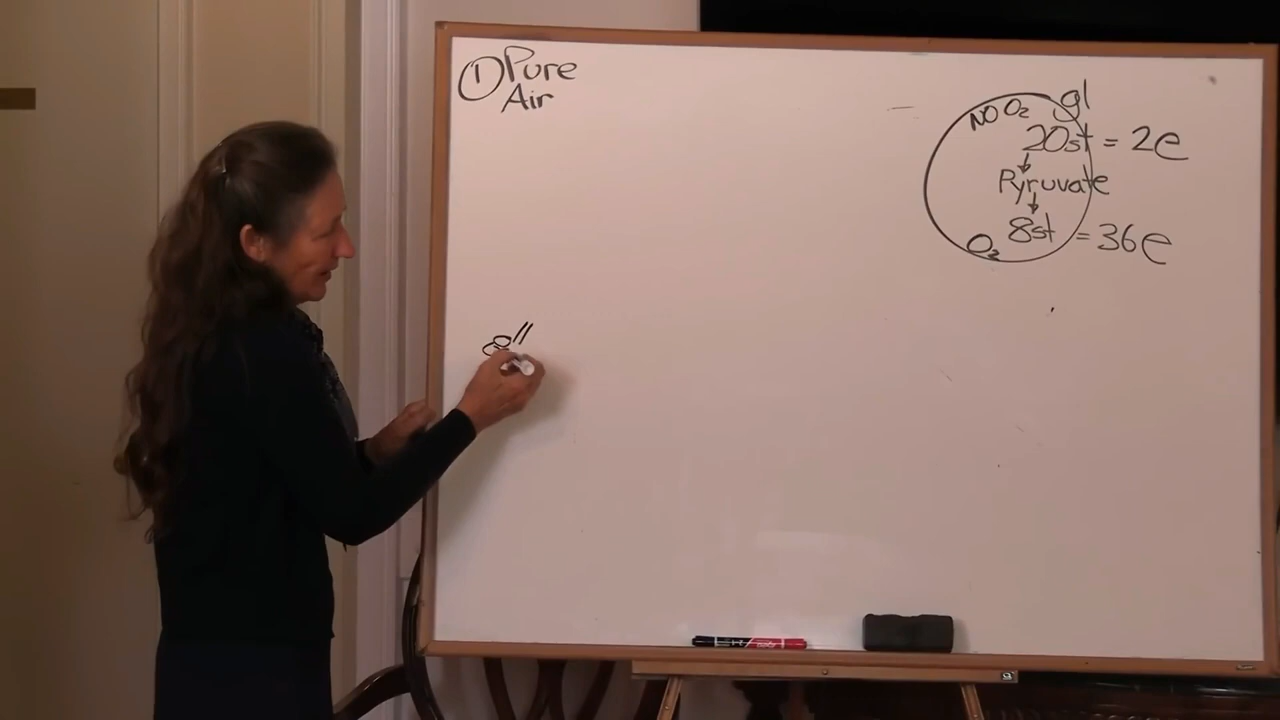 ① Pure
Air
gl
NO O₂
20st = 2e
↓
Pyruvate
↓
8st = 36e
O₂